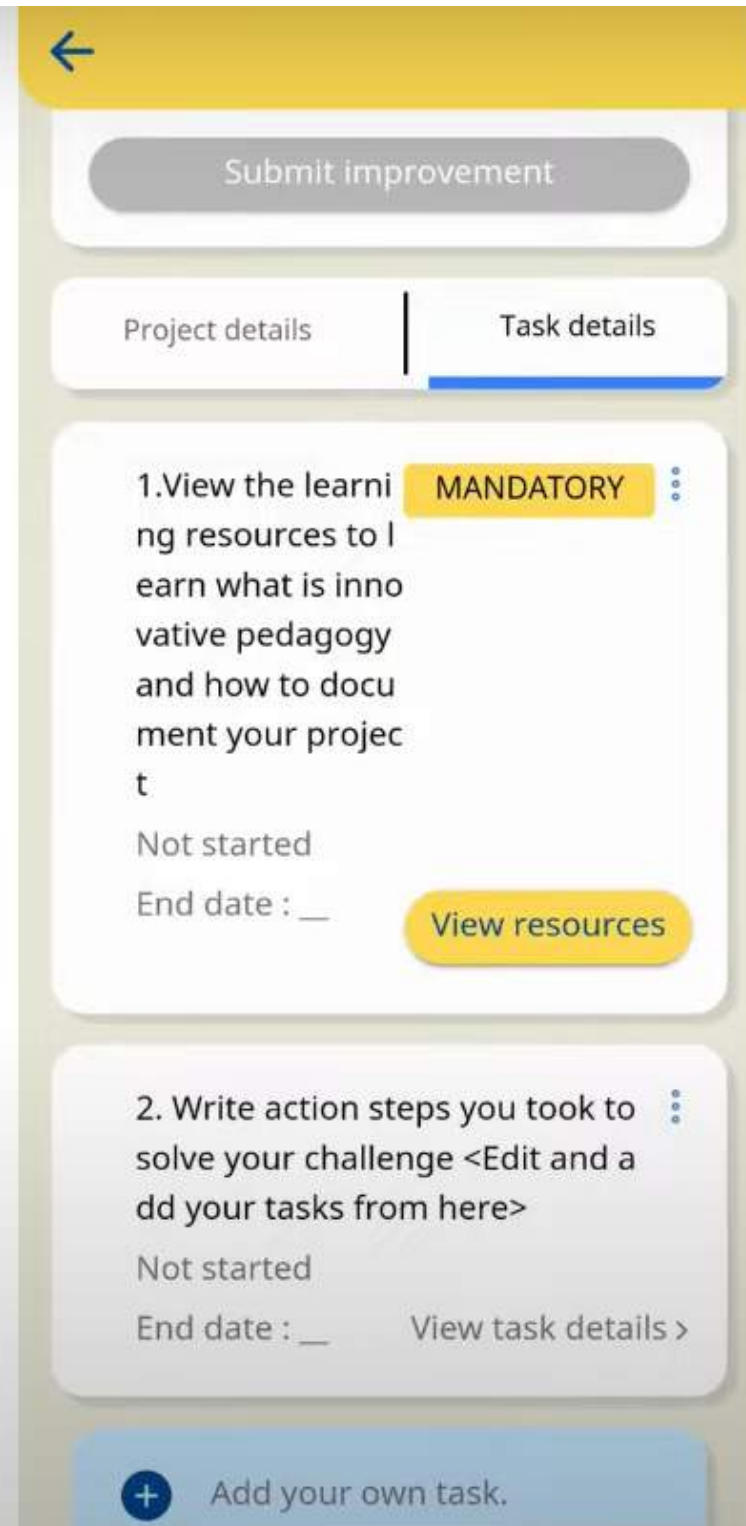 Submit improvement
Project details
Task details
1.View the learni
MANDATORY
ng resources to l
earn what is inno
vative pedagogy
and how to docu
ment your projec
t
Not started
End date : __
View resources
2. Write action steps you took to
solve your challenge <Edit and a
dd your tasks from here>
Not started
End date : __
View task details >
+
Add your own task.